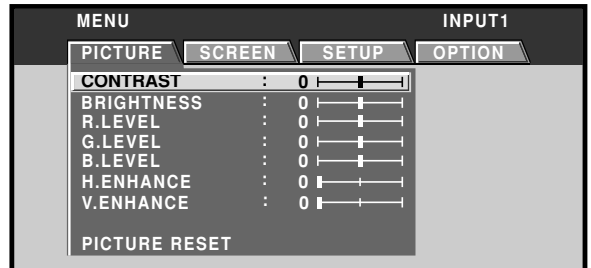 MENU INPUT1
PICTURE SCREEN SETUP OPTION
CONTRAST : 0
BRIGHTNESS : 0
R.LEVEL : 0
G.LEVEL : 0
B.LEVEL : 0
H.ENHANCE : 0
V.ENHANCE : 0
PICTURE RESET